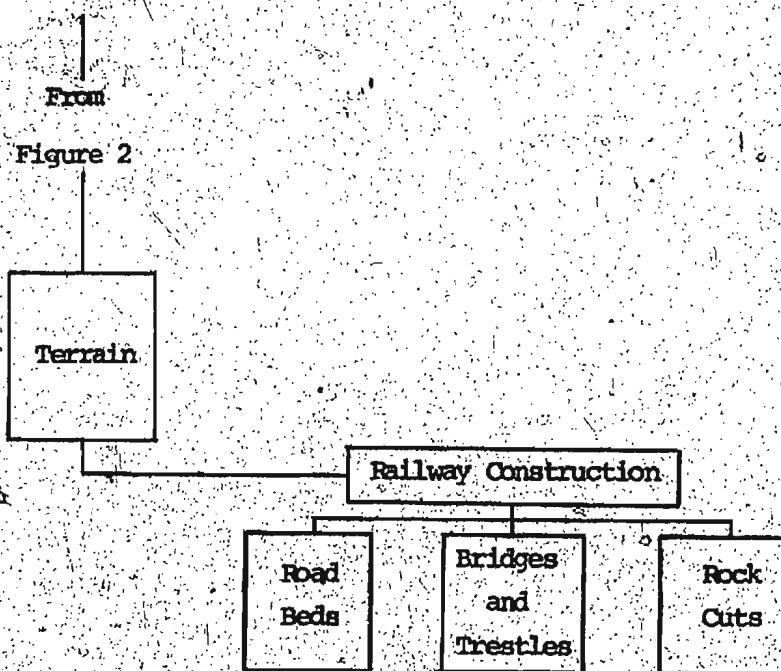 From
Figure 2
Terrain
Railway Construction
Road
Beds
Bridges
and
Trestles
Rock
Cuts